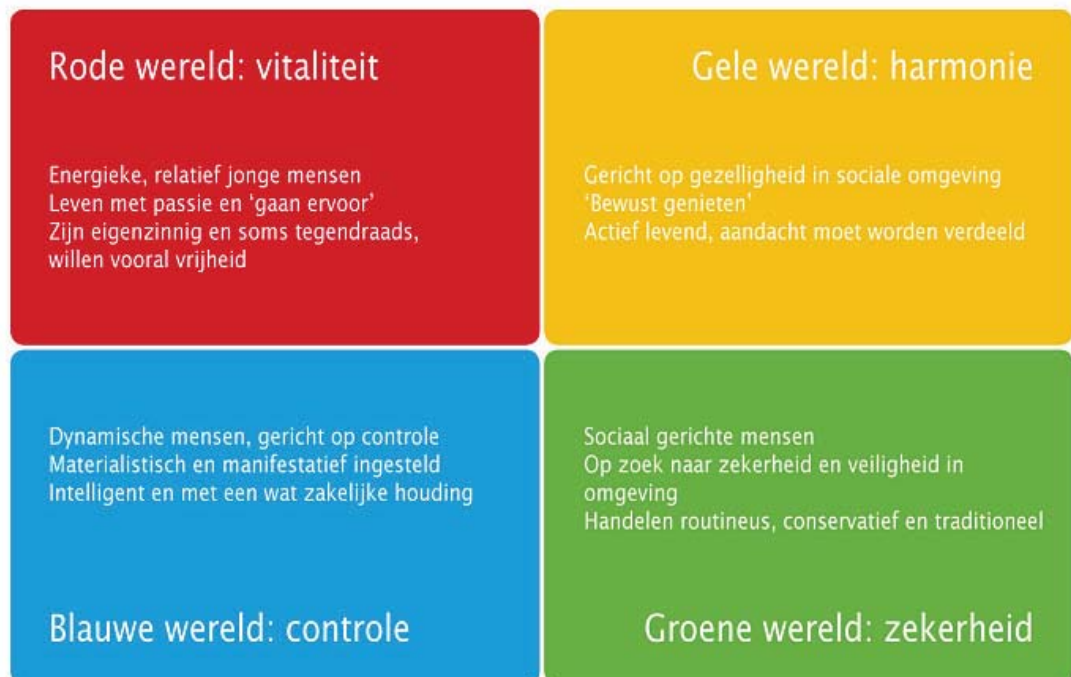 Rode wereld: vitaliteit
Energieke, relatief jonge mensen
Leven met passie en ‘gaan ervoor’
Zijn eigenzinnig en soms tegendraads,
willen vooral vrijheid
Gele wereld: harmonie
Gericht op gezelligheid in sociale omgeving
‘Bewust genieten’
Actief levend, aandacht moet worden verdeeld
Dynamische mensen, gericht op controle
Materialistisch en manifestatief ingesteld
Intelligent en met een wat zakelijke houding
Blauwe wereld: controle
Sociaal gerichte mensen
Op zoek naar zekerheid en veiligheid in
omgeving
Handelen routineus, conservatief en traditioneel
Groene wereld: zekerheid